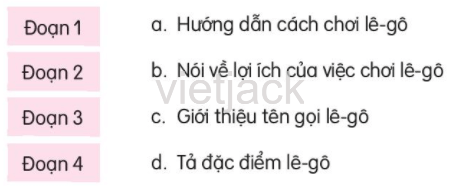 Đoạn 1 a. Hướng dẫn cách chơi lê-gô
Đoạn 2 b. Nói về lợi ích của việc chơi lê-gô
vietjack
Đoạn 3 c. Giới thiệu tên gọi lê-gô
Đoạn 4 d. Tả đặc điểm lê-gô